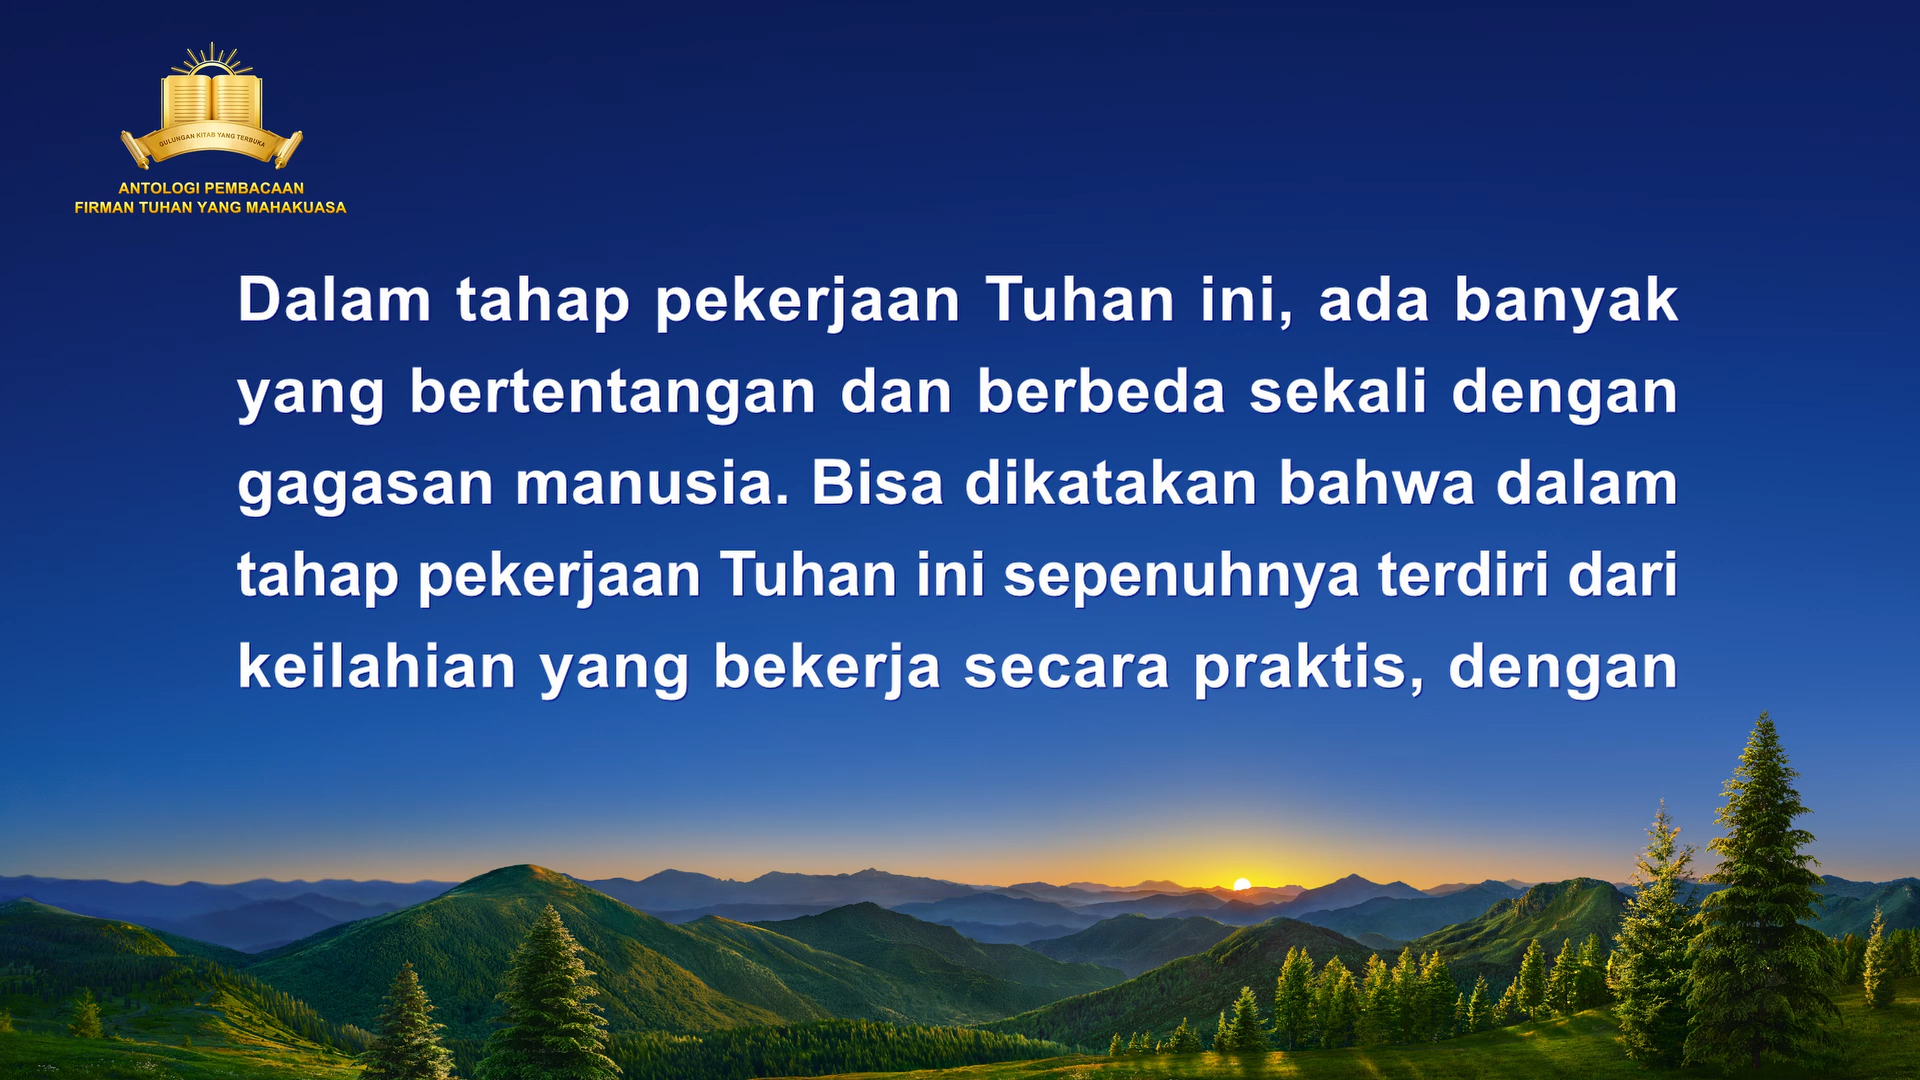 GULUNGAN KITAB YANG TERBUKA
ANTOLOGI PEMBACAAN
FIRMAN TUHAN YANG MAHAKUASA
Dalam tahap pekerjaan Tuhan ini, ada banyak
yang bertentangan dan berbeda sekali dengan
gagasan manusia. Bisa dikatakan bahwa dalam
tahap pekerjaan Tuhan ini sepenuhnya terdiri dari
keilahian yang bekerja secara praktis, dengan